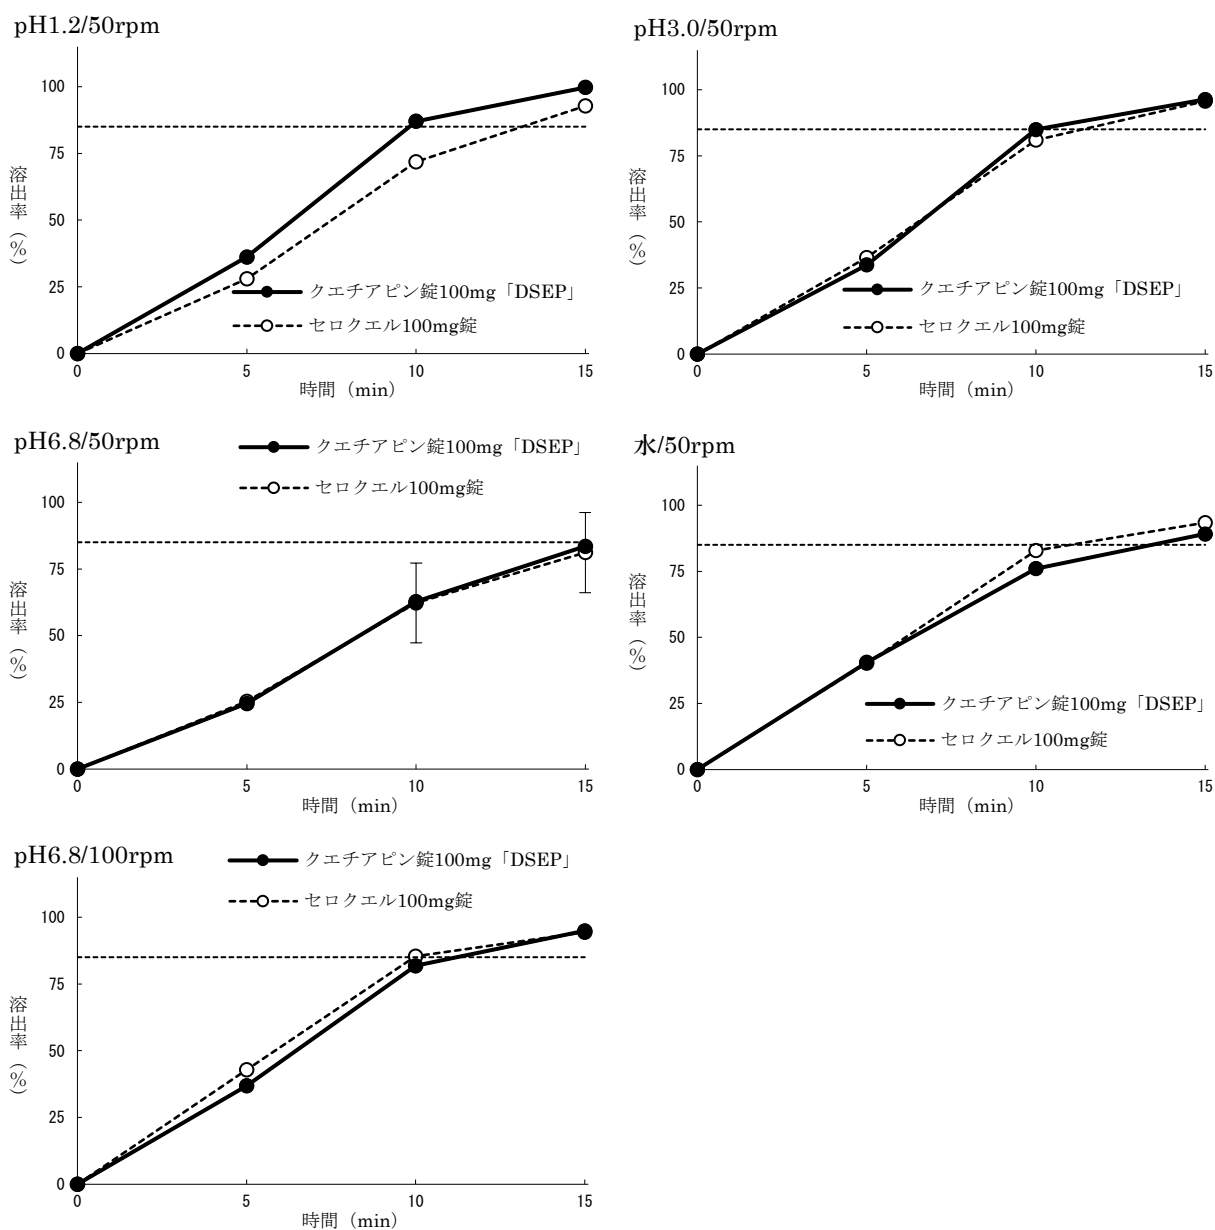 pH1.2/50rpm
100
75
50
25
0
溶出率（%）
クエチアピン錠100mg「DSEP」
セロクエル100mg錠
0 5 10 15
時間（min）
pH3.0/50rpm
100
75
50
25
0
溶出率（%）
クエチアピン錠100mg「DSEP」
セロクエル100mg錠
0 5 10 15
時間（min）
pH6.8/50rpm
クエチアピン錠100mg「DSEP」
セロクエル100mg錠
100
75
50
25
0
溶出率（%）
0 5 10 15
時間（min）
水/50rpm
100
75
50
25
0
溶出率（%）
クエチアピン錠100mg「DSEP」
セロクエル100mg錠
0 5 10 15
時間（min）
pH6.8/100rpm
クエチアピン錠100mg「DSEP」
セロクエル100mg錠
100
75
50
25
0
溶出率（%）
0 5 10 15
時間（min）